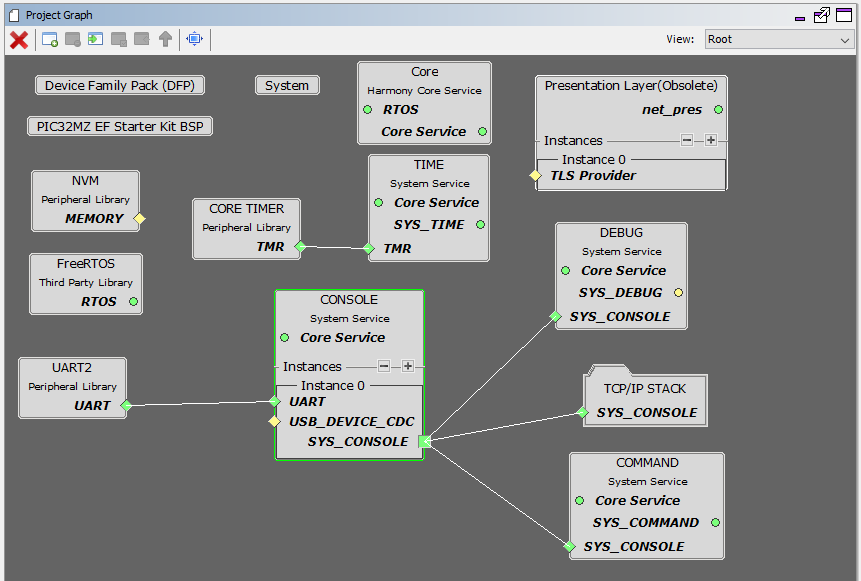 Project Graph
View:
Root
Device Family Pack (DFP)
System
PIC32MZ EF Starter Kit BSP
Core
Harmony Core Service
RTOS
Core Service
Presentation Layer(Obsolete)
net_pres
Instances
Instance 0
TLS Provider
NVM
Peripheral Library
MEMORY
CORE TIMER
Peripheral Library
TMR
TIME
System Service
Core Service
SYS_TIME
TMR
FreeRTOS
Third Party Library
RTOS
DEBUG
System Service
Core Service
SYS_DEBUG
SYS_CONSOLE
CONSOLE
System Service
Core Service
Instances
Instance 0
UART
USB_DEVICE_CDC
SYS_CONSOLE
UART2
Peripheral Library
UART
TCP/IP STACK
SYS_CONSOLE
COMMAND
System Service
Core Service
SYS_COMMAND
SYS_CONSOLE